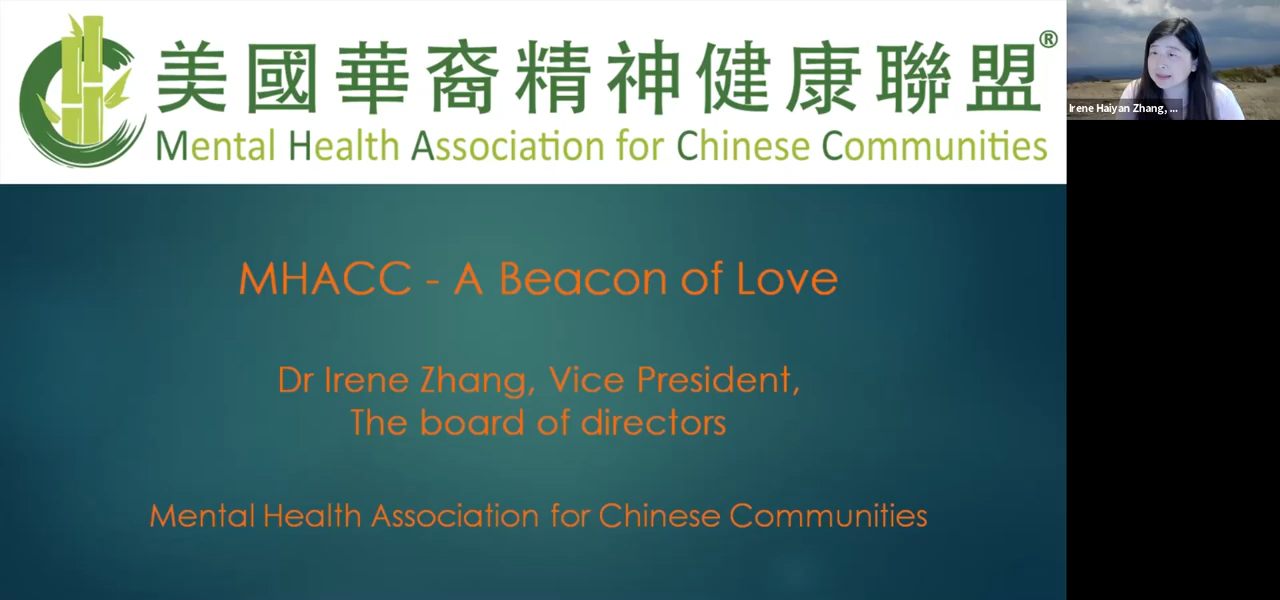 美國華裔精神健康聯盟®
Mental Health Association for Chinese Communities
Irene Haiyan Zhang, ...
MHACC - A Beacon of Love
Dr Irene Zhang, Vice President,
The board of directors
Mental Health Association for Chinese Communities